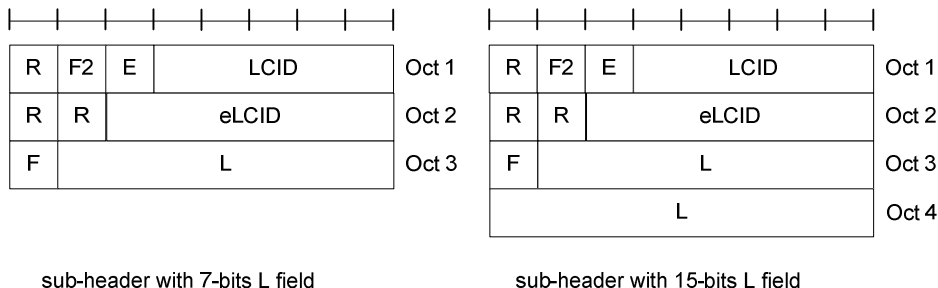 R F2 E LCID Oct 1
R R eLCID Oct 2
F L Oct 3
sub-header with 7-bits L field
R F2 E LCID Oct 1
R R eLCID Oct 2
F L Oct 3
L Oct 4
sub-header with 15-bits L field